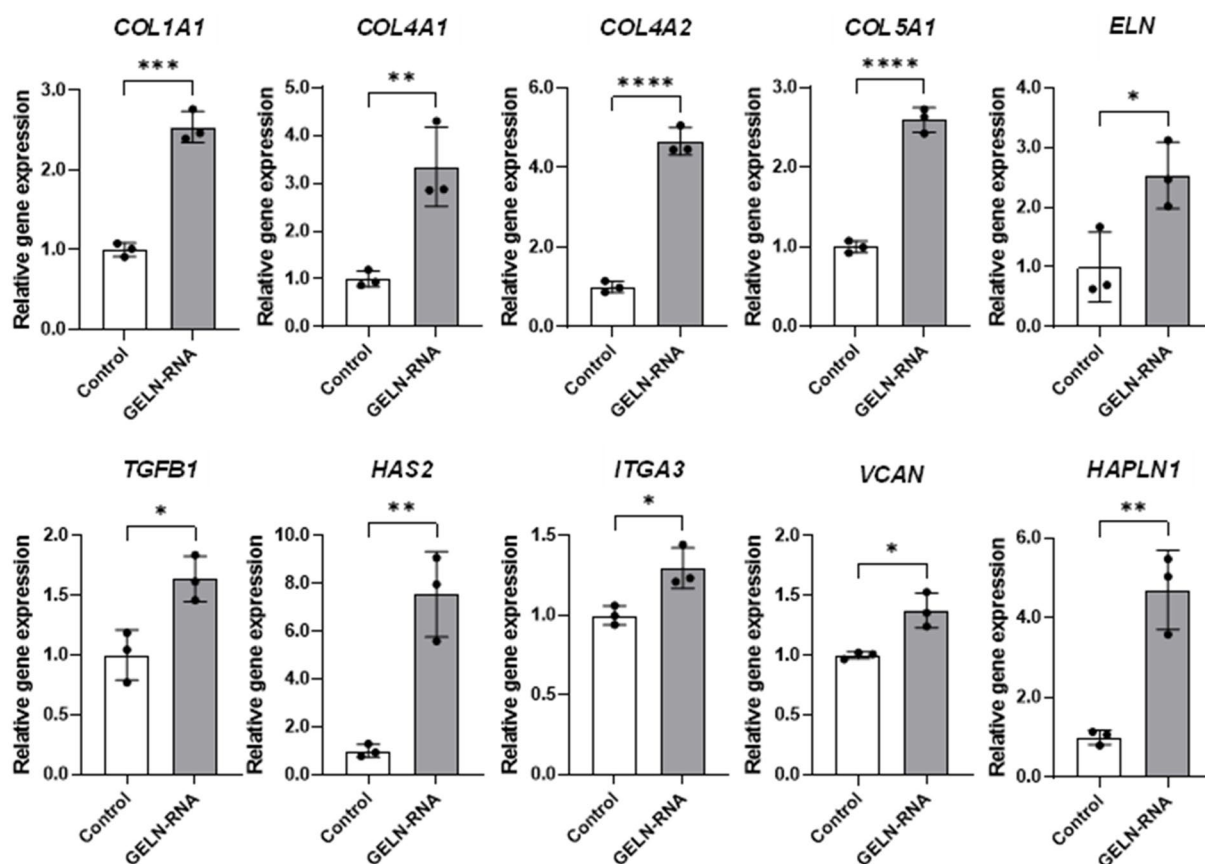 COL1A1 COL4A1 COL4A2 COL5A1 ELN
*** ** **** **** *
Relative gene expression
3.0
2.0
1.0
0.0
Control
GELN-RNA
Relative gene expression
5.0
4.0
3.0
2.0
1.0
0.0
Control
GELN-RNA
Relative gene expression
6.0
4.0
2.0
0.0
Control
GELN-RNA
Relative gene expression
3.0
2.0
1.0
0.0
Control
GELN-RNA
Relative gene expression
4.0
3.0
2.0
1.0
0.0
Control
GELN-RNA
TGFB1 HAS2 ITGA3 VCAN HAPLN1
* ** * * **
Relative gene expression
2.0
1.5
1.0
0.5
0.0
Control
GELN-RNA
Relative gene expression
10.0
8.0
6.0
4.0
2.0
0.0
Control
GELN-RNA
Relative gene expression
1.5
1.0
0.5
0.0
Control
GELN-RNA
Relative gene expression
2.0
1.5
1.0
0.5
0.0
Control
GELN-RNA
Relative gene expression
6.0
4.0
2.0
0.0
Control
GELN-RNA